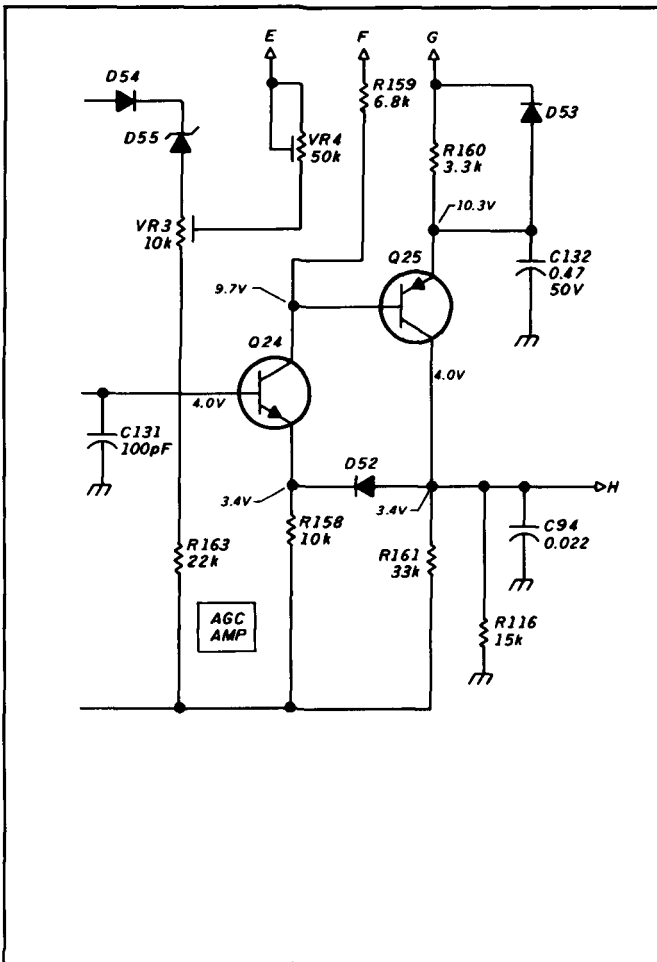 E
F
G
D54
R159
6.8k
D53
D55
VR4
50k
R160
3.3k
VR3
10k
10.3V
Q25
C132
0.47
50V
9.7V
Q24
4.0V
4.0V
C131
100pF
D52
H
3.4V
3.4V
R158
10k
C94
0.022
R163
22k
R161
33k
AGC
AMP
R116
15k